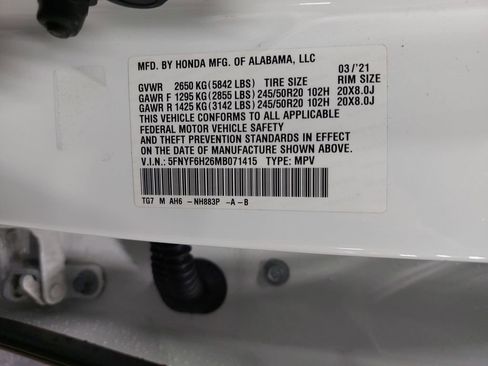 MFD. BY HONDA MFG. OF ALABAMA, LLC 03/'21
GVWR 2650 KG (5842 LBS) TIRE SIZE RIM SIZE
GAWR F 1295 KG (2855 LBS) 245/50R20 102H 20X8.0J
GAWR R 1425 KG (3142 LBS) 245/50R20 102H 20X8.0J
THIS VEHICLE CONFORMS TO ALL APPLICABLE
FEDERAL MOTOR VEHICLE SAFETY
AND THEFT PREVENTION STANDARDS IN EFFECT
ON THE DATE OF MANUFACTURE SHOWN ABOVE.
V.I.N.: 5FNYF6H26MB071415 TYPE: MPV
TG7 M AH6 - NH883P -A - B